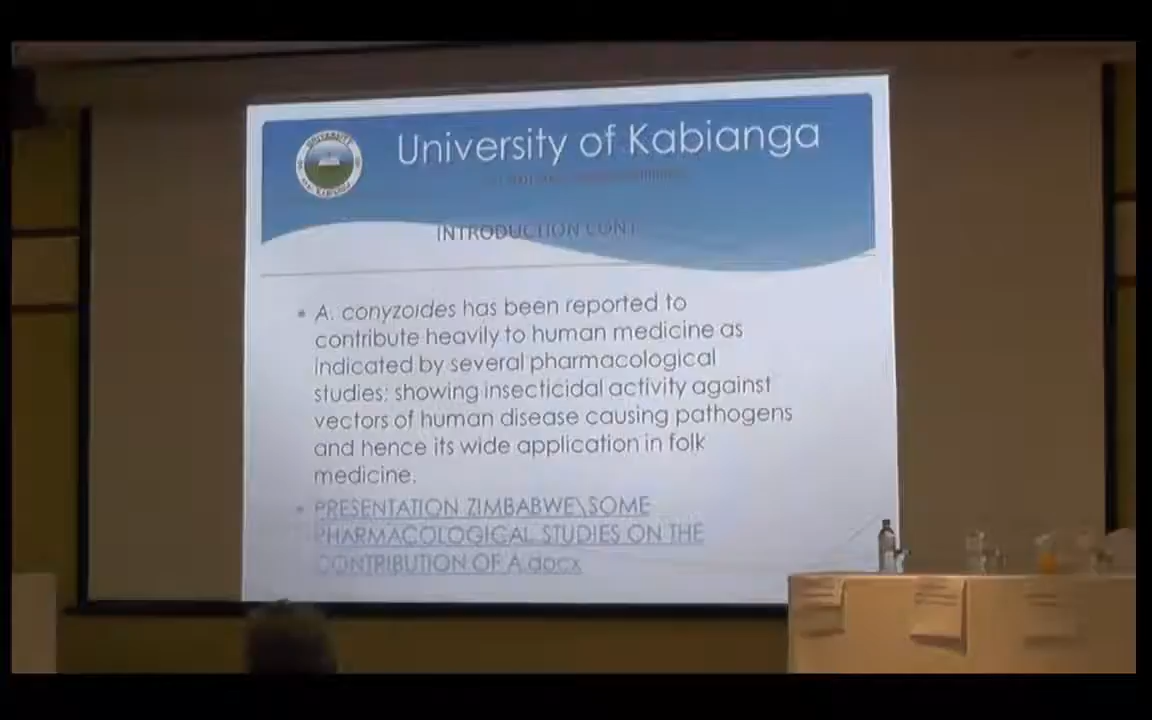 University of Kabianga
INTRODUCTION CONT
• A. conyzoides has been reported to
contribute heavily to human medicine as
indicated by several pharmacological
studies: showing insecticidal activity against
vectors of human disease causing pathogens
and hence its wide application in folk
medicine.
• PRESENTATION ZIMBABWE\SOME
PHARMACOLOGICAL STUDIES ON THE
CONTRIBUTION OF A.docx